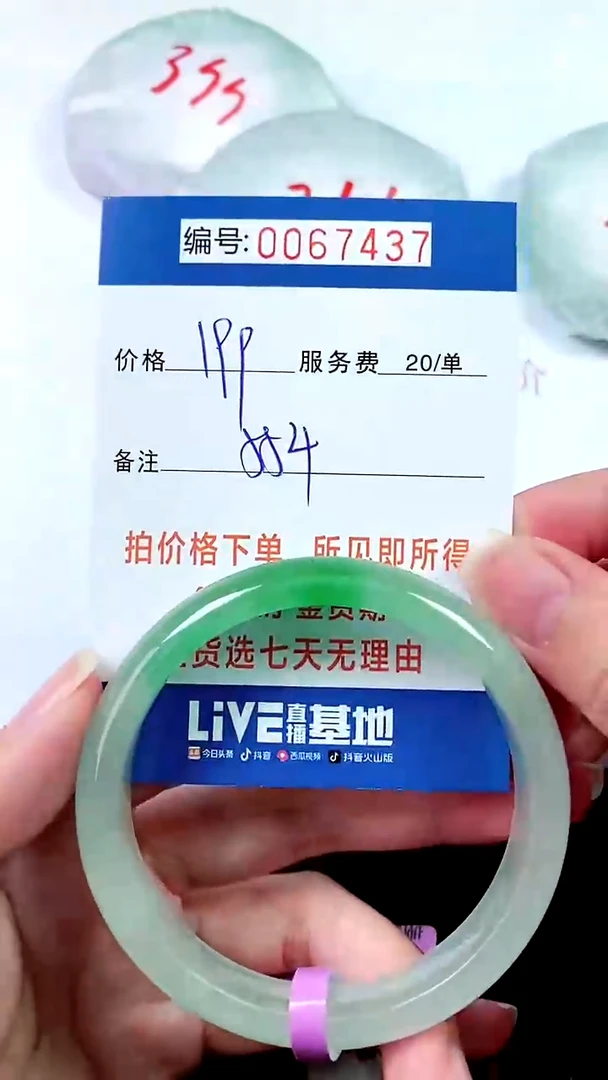 编号:0067437
价格 199 服务费 20/单
备注 554
拍价格下单 所见即所得
货选七天无理由
LiVE直播基地
今日头条 抖音 西瓜视频 抖音火山版